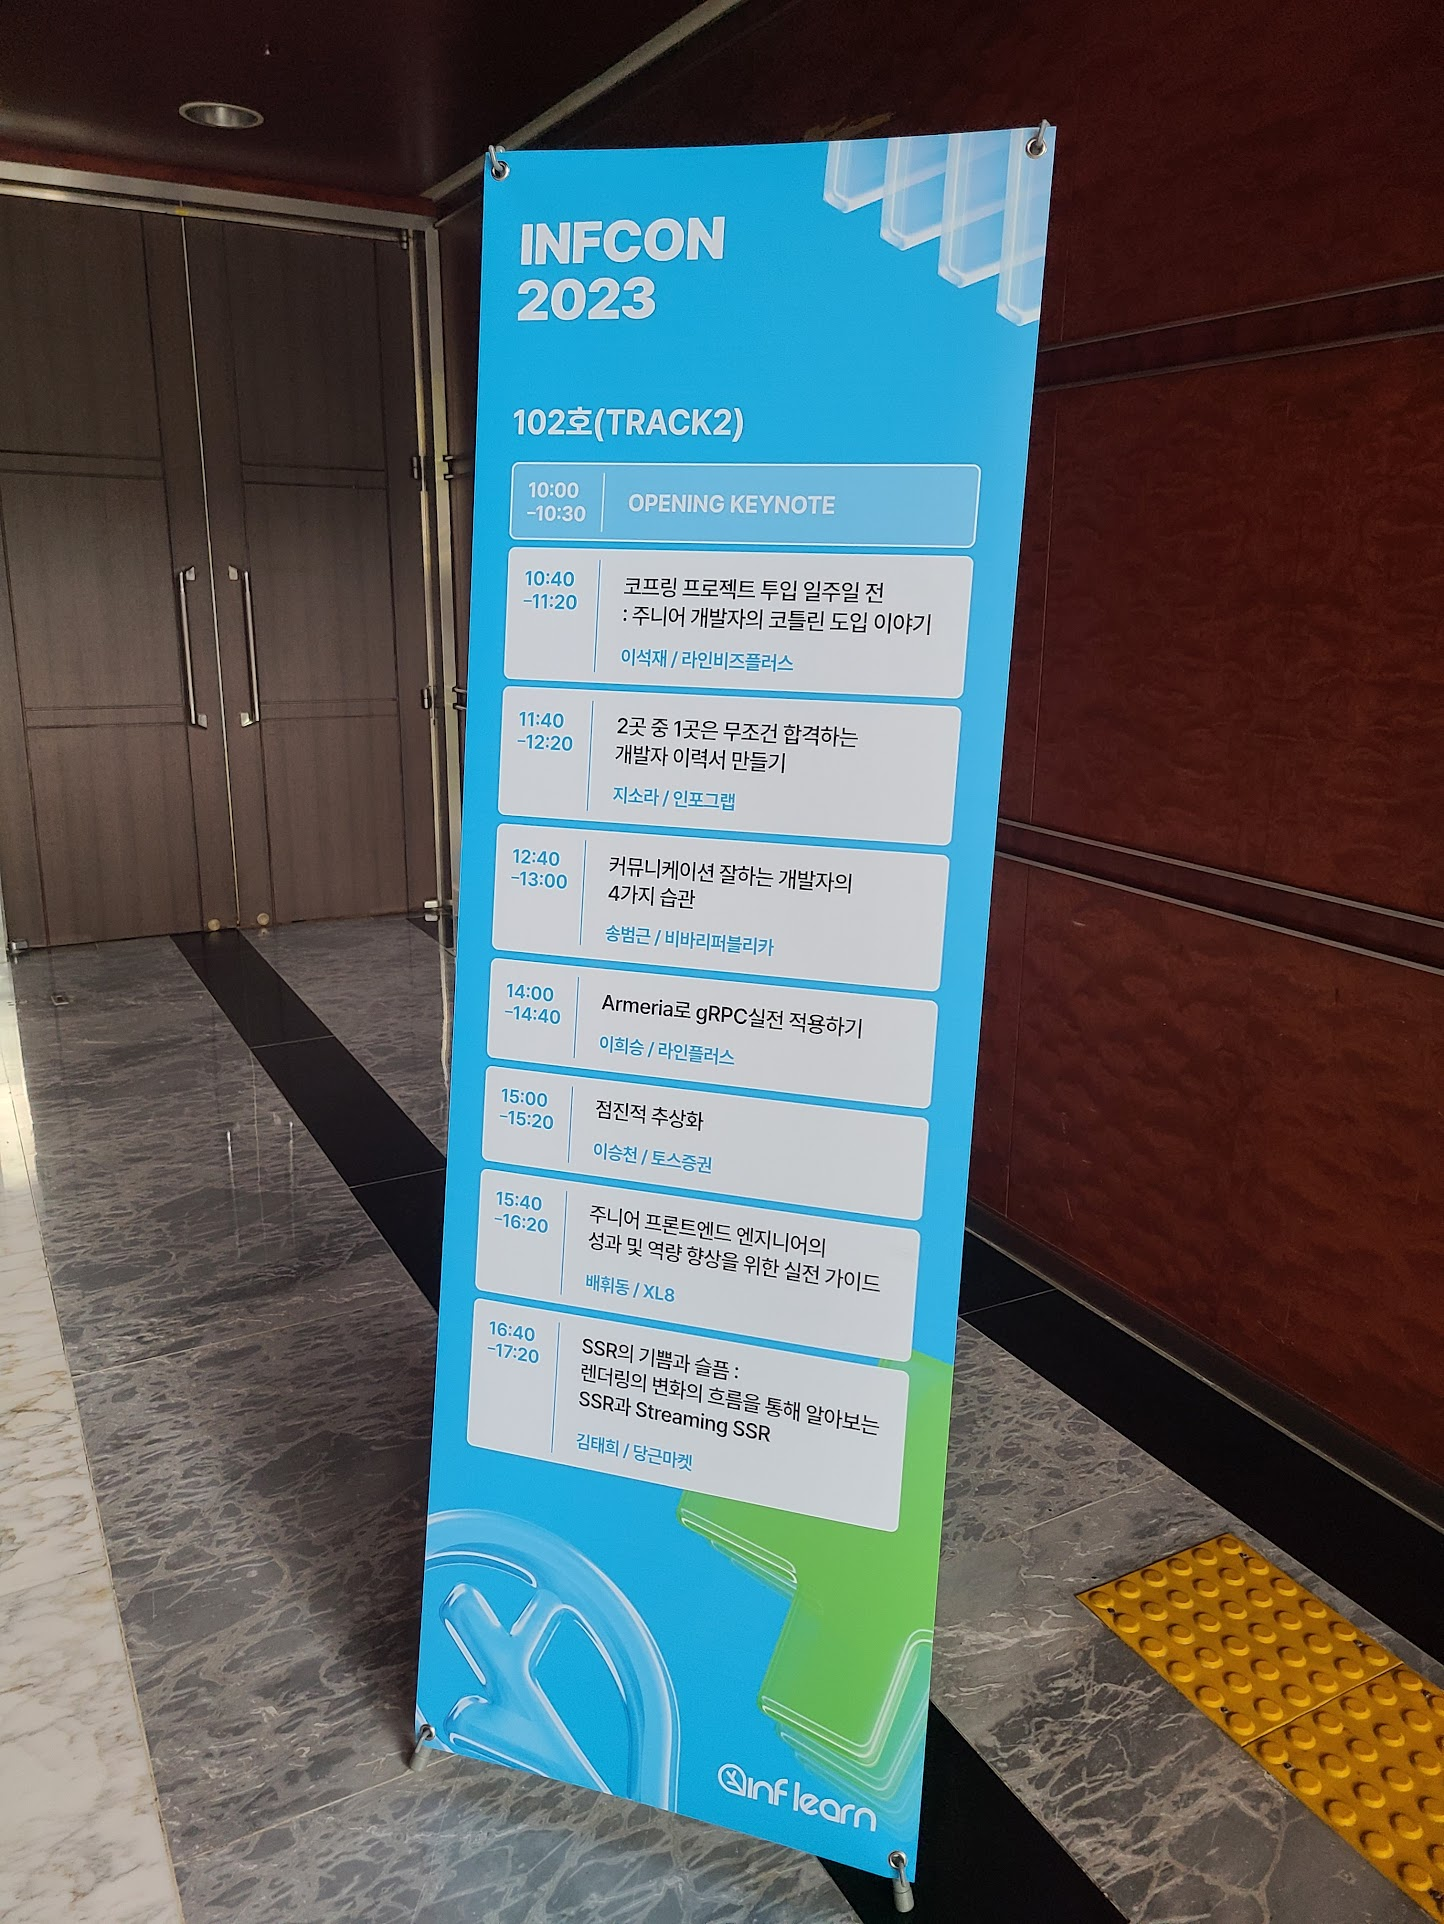 INFCON
2023
102호(TRACK2)
10:00
-10:30
OPENING KEYNOTE
10:40
-11:20
코프링 프로젝트 투입 일주일 전
: 주니어 개발자의 코틀린 도입 이야기
이석재 / 라인비즈플러스
11:40
-12:20
2곳 중 1곳은 무조건 합격하는
개발자 이력서 만들기
지소라 / 인포그랩
12:40
-13:00
커뮤니케이션 잘하는 개발자의
4가지 습관
송범근 / 비바리퍼블리카
14:00
-14:40
Armeria로 gRPC실전 적용하기
이희승 / 라인플러스
15:00
-15:20
점진적 추상화
이승천 / 토스증권
15:40
-16:20
주니어 프론트엔드 엔지니어의
성과 및 역량 향상을 위한 실전 가이드
배휘동 / XL8
16:40
-17:20
SSR의 기쁨과 슬픔 :
렌더링의 변화의 흐름을 통해 알아보는
SSR과 Streaming SSR
김태희 / 당근마켓
inflearn